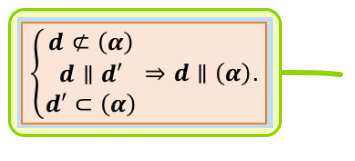 d ⊄ (α)
d ∥ d′ ⇒ d ∥ (α).
d′ ⊂ (α)